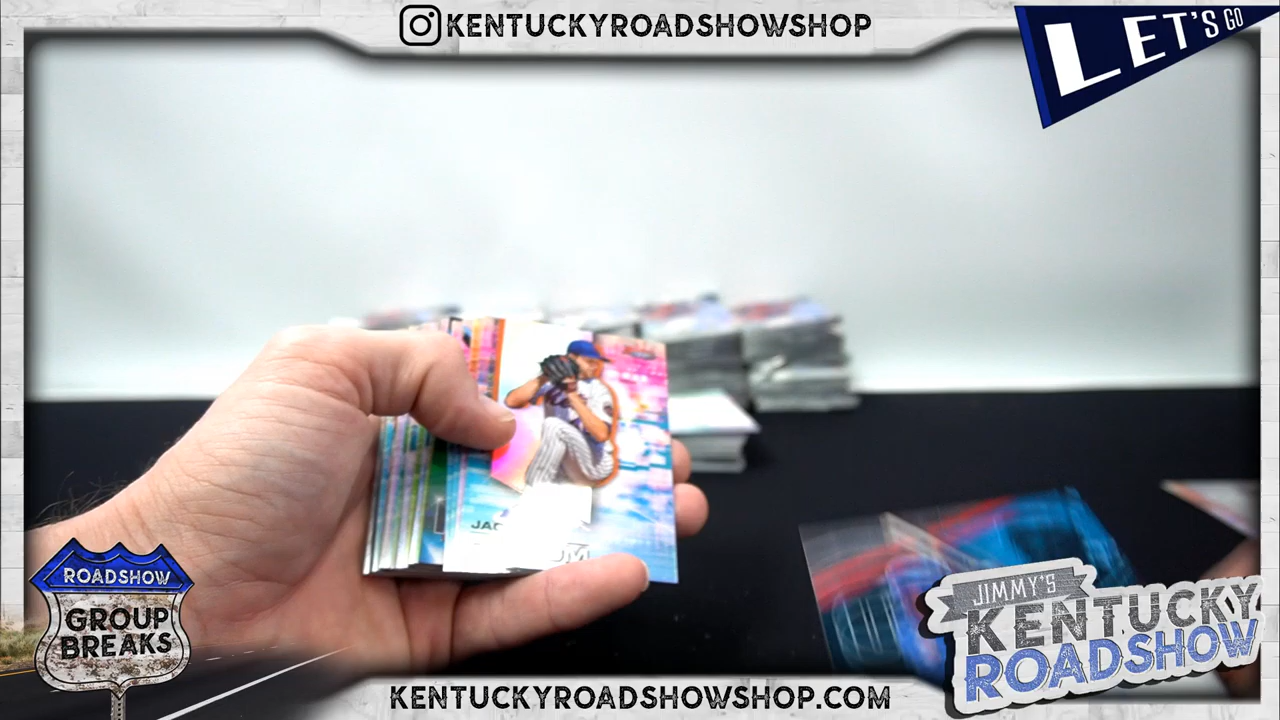 KENTUCKYROADSHOWSHOP
LET'S GO
ROADSHOW
GROUP
BREAKS
JIMMY'S
KENTUCKY
ROADSHOW
KENTUCKYROADSHOWSHOP.COM